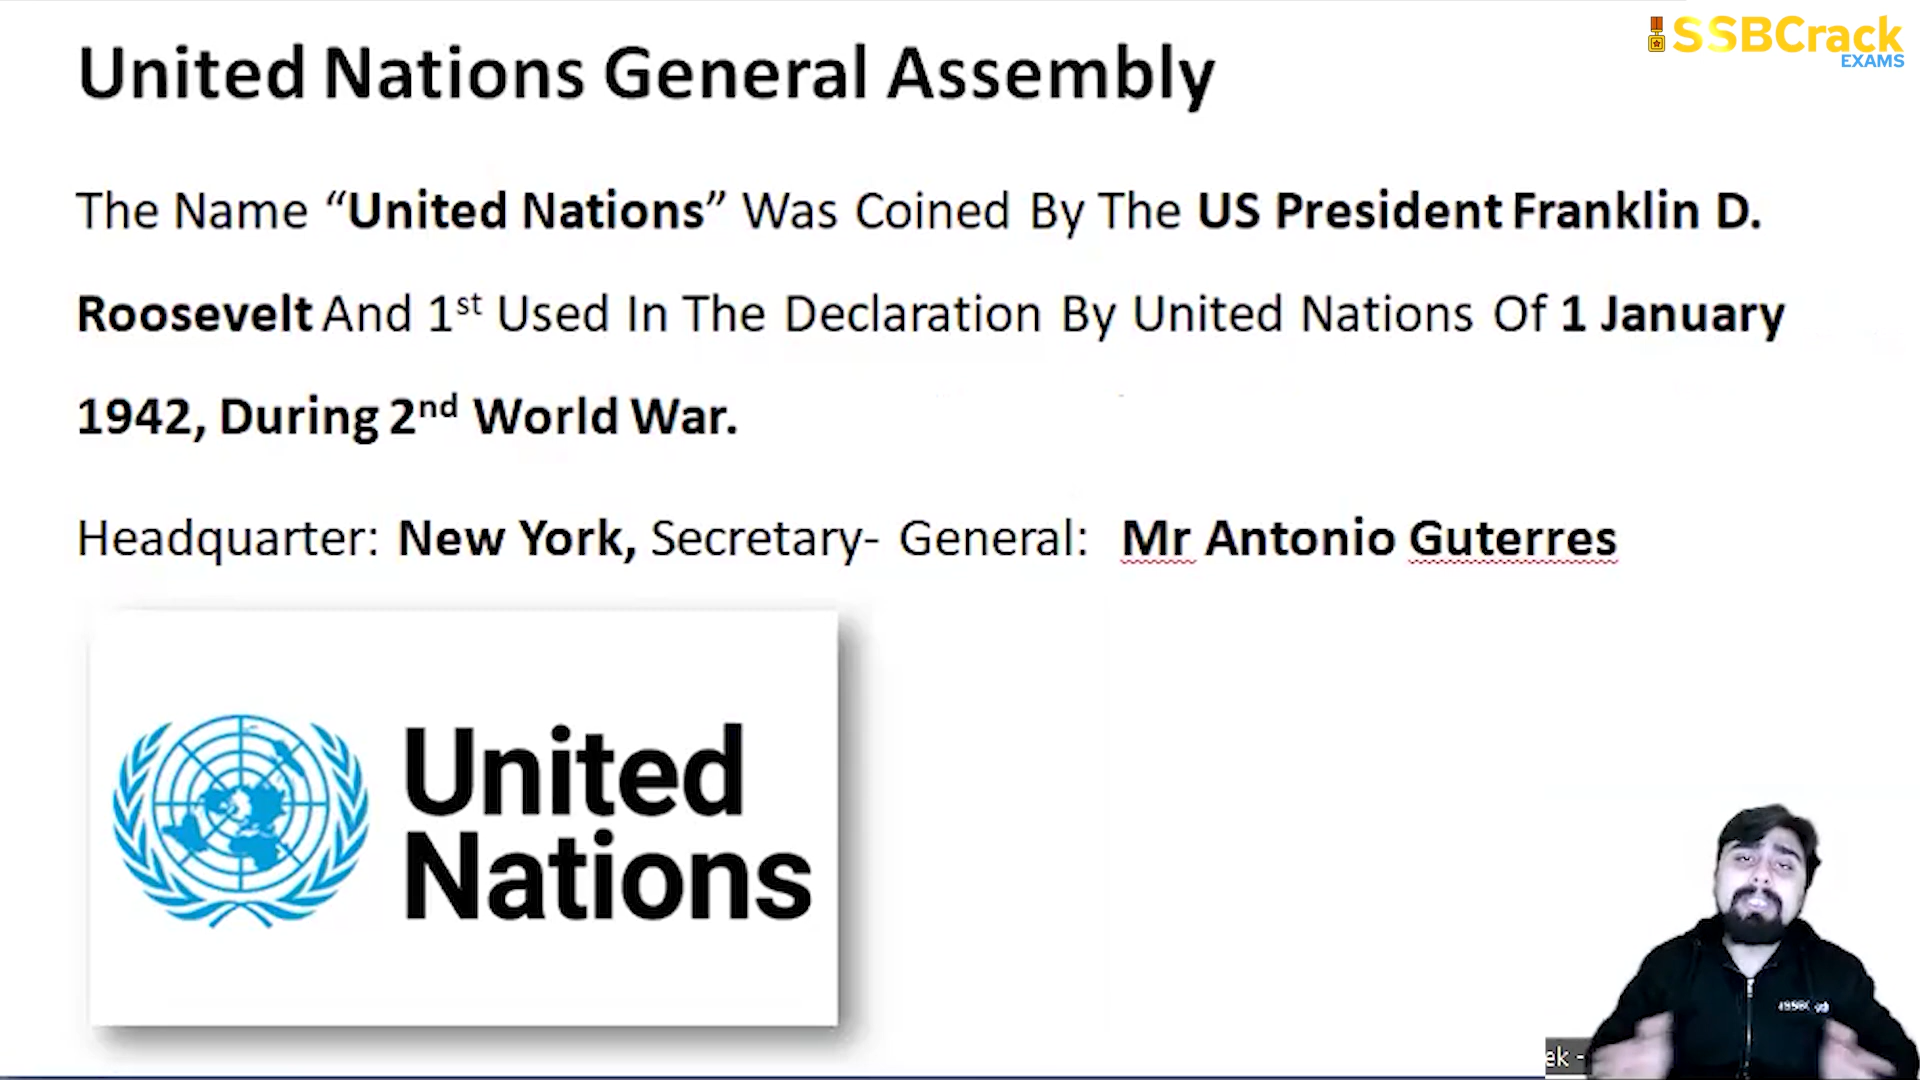 SSBCrack
EXAMS
United Nations General Assembly
The Name “United Nations” Was Coined By The US President Franklin D.
Roosevelt And 1st Used In The Declaration By United Nations Of 1 January
1942, During 2nd World War.
Headquarter: New York, Secretary- General: Mr Antonio Guterres
United
Nations
ek -